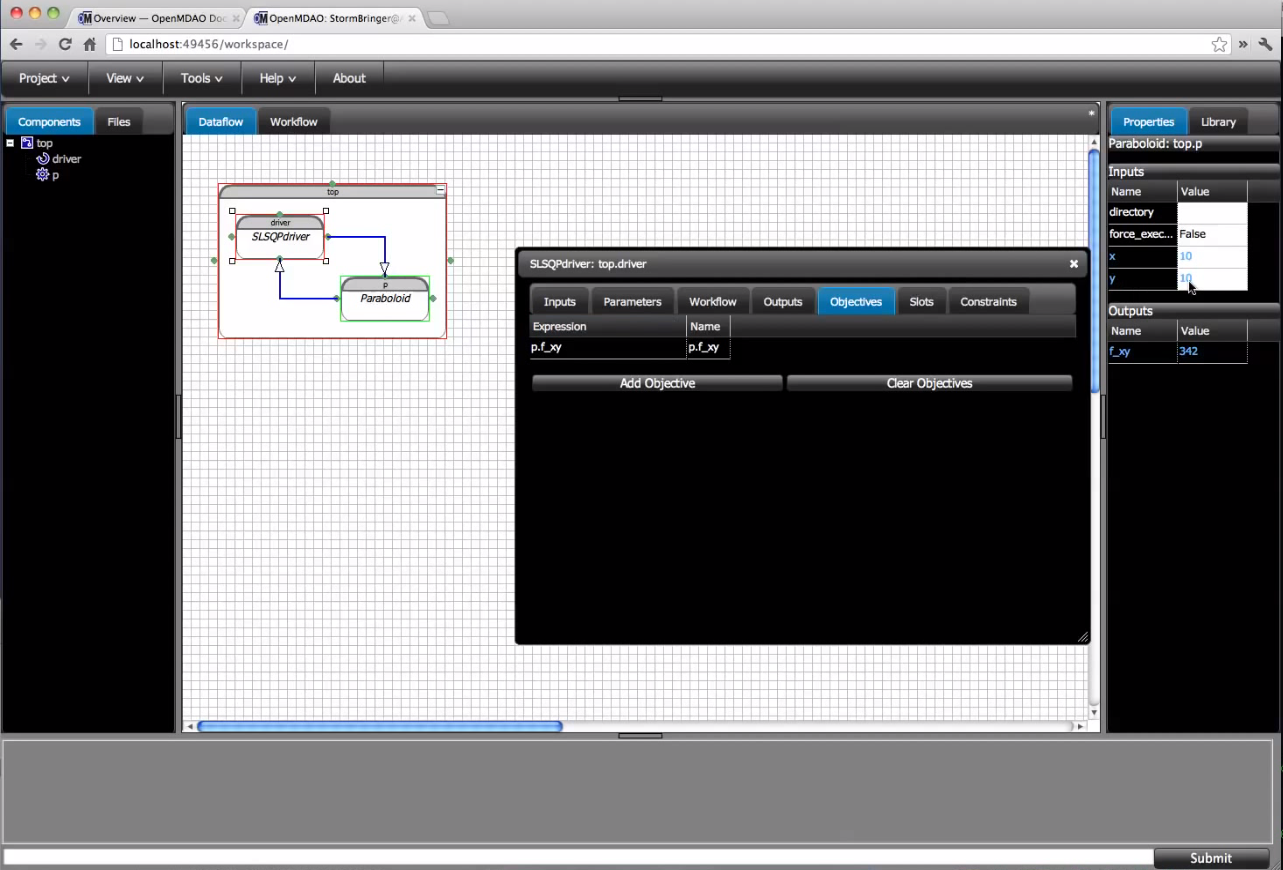 Overview — OpenMDAO Doc
OpenMDAO: StormBringer@
localhost:49456/workspace/
Project View Tools Help About
Components Files
top
driver
p
Dataflow Workflow
*
top
driver
SLSQPdriver
p
Paraboloid
SLSQPdriver: top.driver
Inputs Parameters Workflow Outputs Objectives Slots Constraints
Expression Name
p.f_xy p.f_xy
Add Objective Clear Objectives
Properties Library
Paraboloid: top.p
Inputs
Name Value
directory
force_exec... False
x 10
y 10
Outputs
Name Value
f_xy 342
Submit